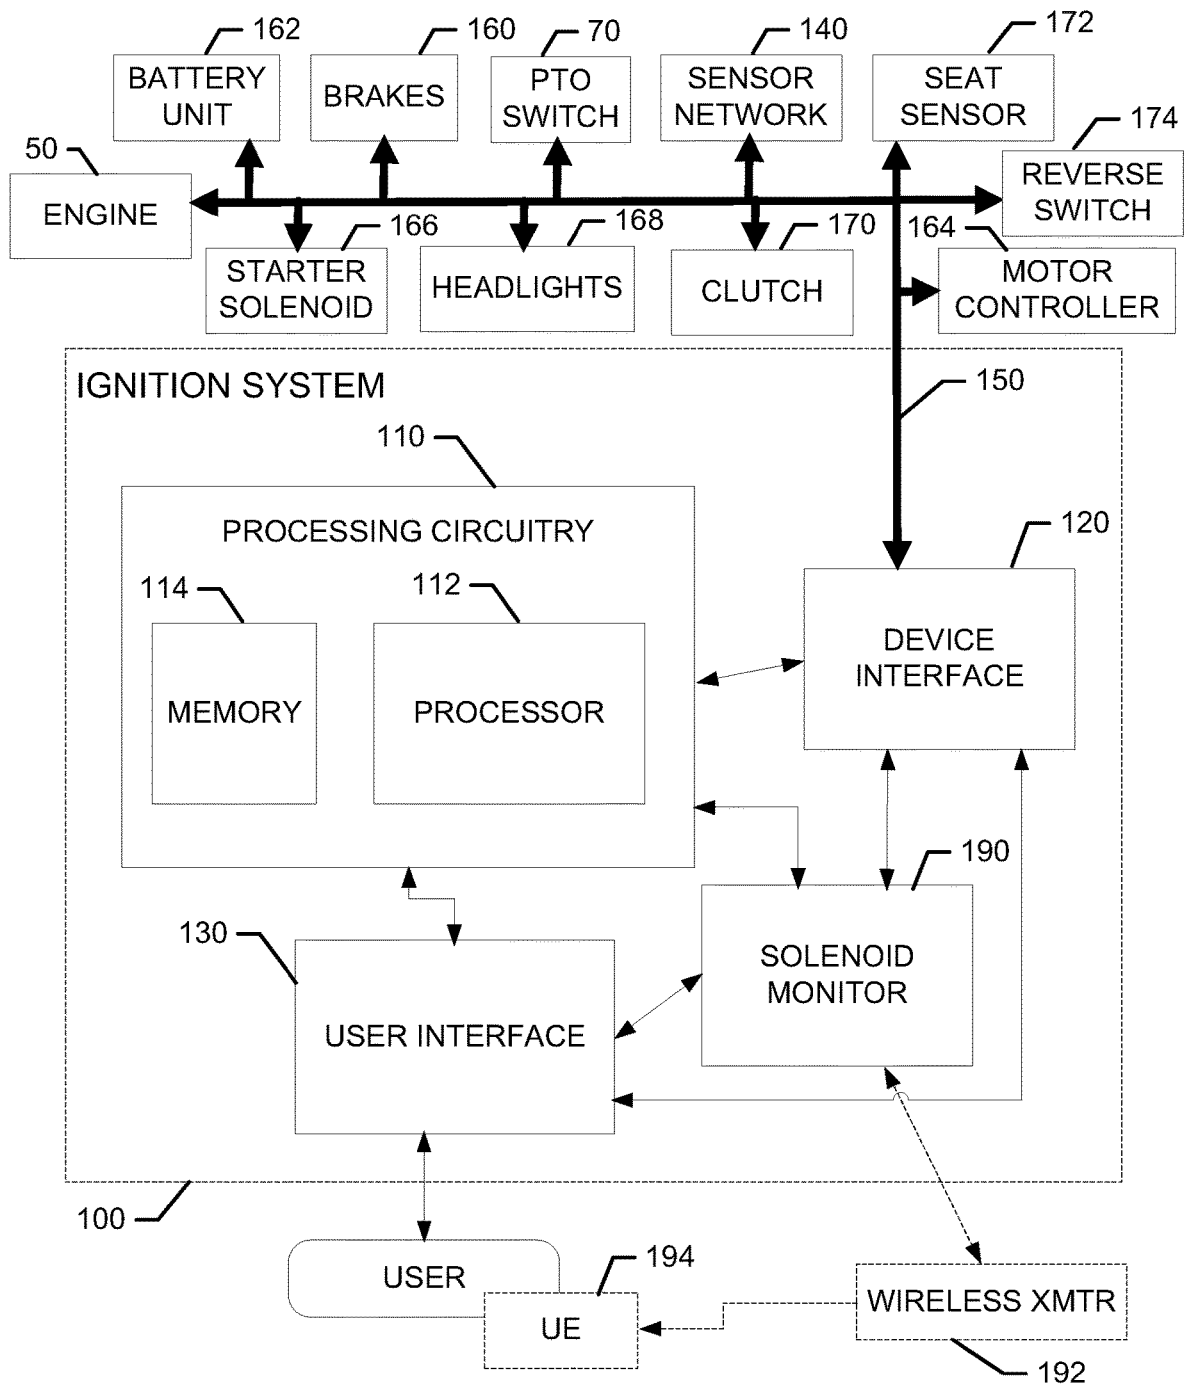 162
160
70
140
172
BATTERY
UNIT
BRAKES
PTO
SWITCH
SENSOR
NETWORK
SEAT
SENSOR
174
50
ENGINE
REVERSE
SWITCH
166
168
170
164
STARTER
SOLENOID
HEADLIGHTS
CLUTCH
MOTOR
CONTROLLER
IGNITION SYSTEM
150
110
PROCESSING CIRCUITRY
120
114
112
MEMORY
PROCESSOR
DEVICE
INTERFACE
190
130
SOLENOID
MONITOR
USER INTERFACE
100
194
USER
UE
WIRELESS XMTR
192